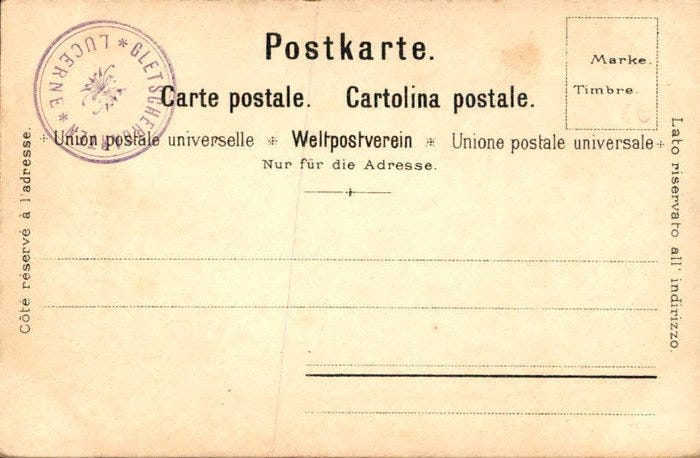 GLETSCHERGARTEN * LUCERNE *
Postkarte.
Marke.
Timbre.
Carte postale. Cartolina postale.
Union postale universelle * Weltpostverein * Unione postale universale
Nur für die Adresse.
Côte réservé à l'adresse.
Lato riservato all' indirizzo.